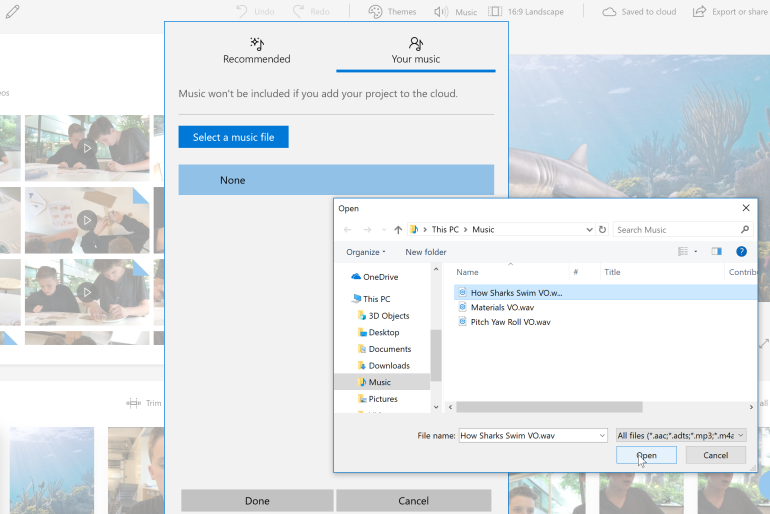 Undo Redo Themes Music 16:9 Landscape Saved to cloud Export or share
Recommended Your music
Music won't be included if you add your project to the cloud.
Select a music file
None
Open
This PC > Music Search Music
Organize New folder
Name # Title Contrib
OneDrive
This PC
3D Objects
Desktop
Documents
Downloads
Music
Pictures
How Sharks Swim VO.w...
Materials VO.wav
Pitch Yaw Roll VO.wav
File name: How Sharks Swim VO.wav All files (*.aac;*.adts;*.mp3;*.m4a
Open Cancel
Trim
Done Cancel